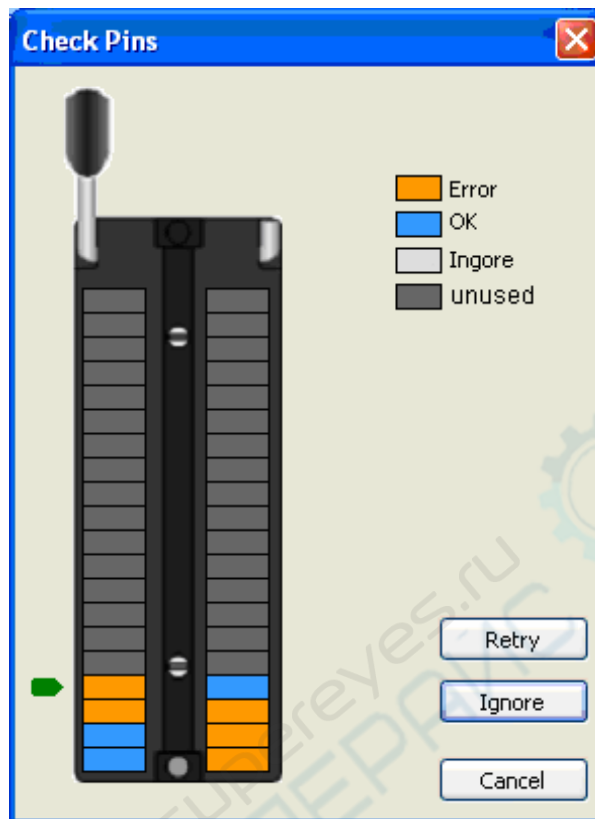 Check Pins
Error
OK
Ingore
unused
Retry
Ignore
Cancel
supereyes.ru